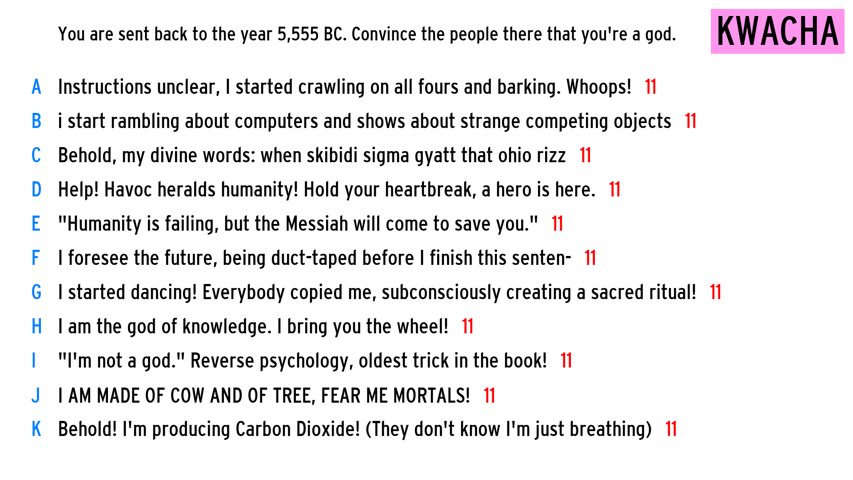 You are sent back to the year 5,555 BC. Convince the people there that you're a god.
KWACHA
A Instructions unclear, I started crawling on all fours and barking. Whoops! 11
B i start rambling about computers and shows about strange competing objects 11
C Behold, my divine words: when skibidi sigma gyatt that ohio rizz 11
D Help! Havoc heralds humanity! Hold your heartbreak, a hero is here. 11
E "Humanity is failing, but the Messiah will come to save you." 11
F I foresee the future, being duct-taped before I finish this senten- 11
G I started dancing! Everybody copied me, subconsciously creating a sacred ritual! 11
H I am the god of knowledge. I bring you the wheel! 11
I "I'm not a god." Reverse psychology, oldest trick in the book! 11
J I AM MADE OF COW AND OF TREE, FEAR ME MORTALS! 11
K Behold! I'm producing Carbon Dioxide! (They don't know I'm just breathing) 11